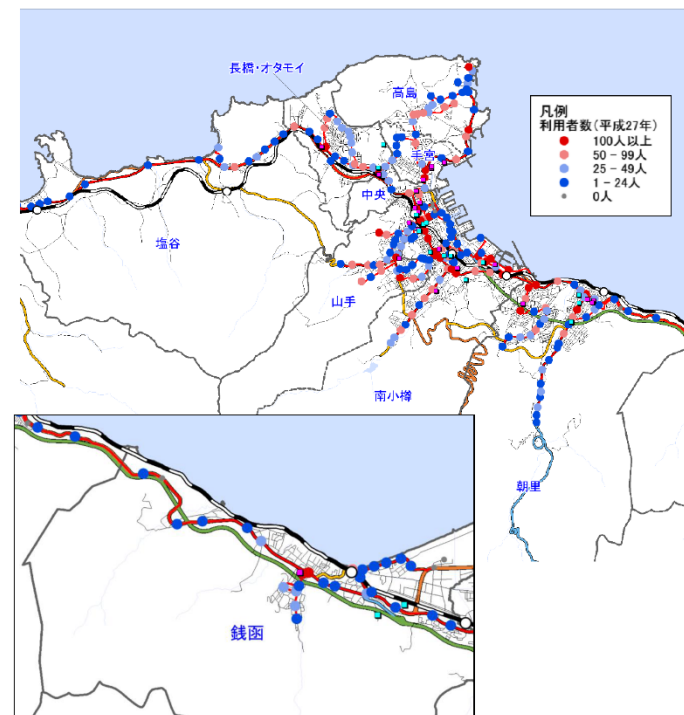 長橋・オタモイ
高島
凡例
利用者数(平成27年)
100人以上
50 - 99人
25 - 49人
1 - 24人
0人
手宮
中央
塩谷
山手
南小樽
朝里
銭函